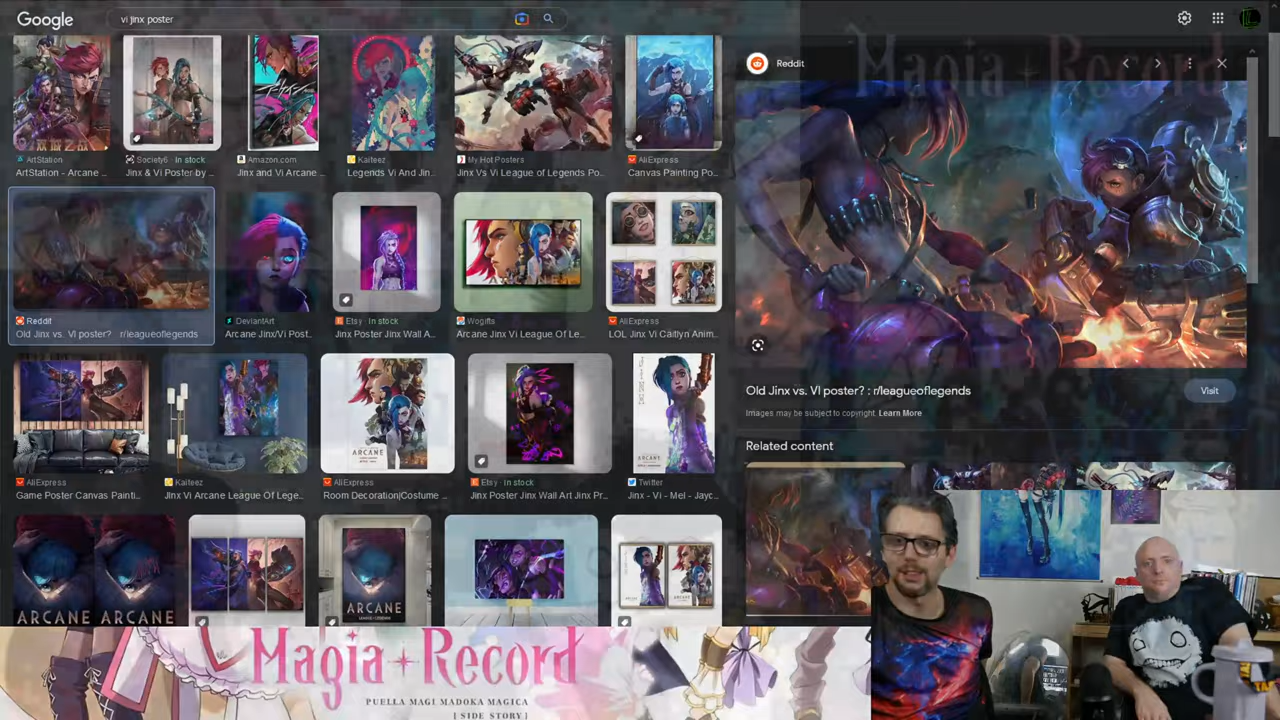 Google
vi jinx poster
Magia Record
Reddit
ArtStation
ArtStation - Arcane ...
Society6 · In stock
Jinx & Vi Poster by ...
Amazon.com
Jinx and Vi Arcane ...
Kaiteez
Legends Vi And Jin...
My Hot Posters
Jinx Vs Vi League of Legends Po...
AliExpress
Canvas Painting Po...
Reddit
Old Jinx vs. VI poster? : r/leagueoflegends
DeviantArt
Arcane Jinx/Vi Post...
Etsy · In stock
Jinx Poster Jinx Wall A...
Wogifts
Arcane Jinx Vi League Of Le...
AliExpress
LOL Jinx Vi Caitlyn Anim...
Old Jinx vs. VI poster? : r/leagueoflegends
Visit
Images may be subject to copyright. Learn More
Related content
JINX
ARCANE
AliExpress
Game Poster Canvas Painti...
Kaiteez
Jinx Vi Arcane League Of Lege...
AliExpress
Room Decoration|Costume ...
Etsy · In stock
Jinx Poster Jinx Wall Art Jinx Pr...
Twitter
Jinx - Vi - Mel - Jayc...
ARCANE
ARCANE
ARCANE
Magia Record
PUELLA MAGI MADOKA MAGICA
[ SIDE STORY ]